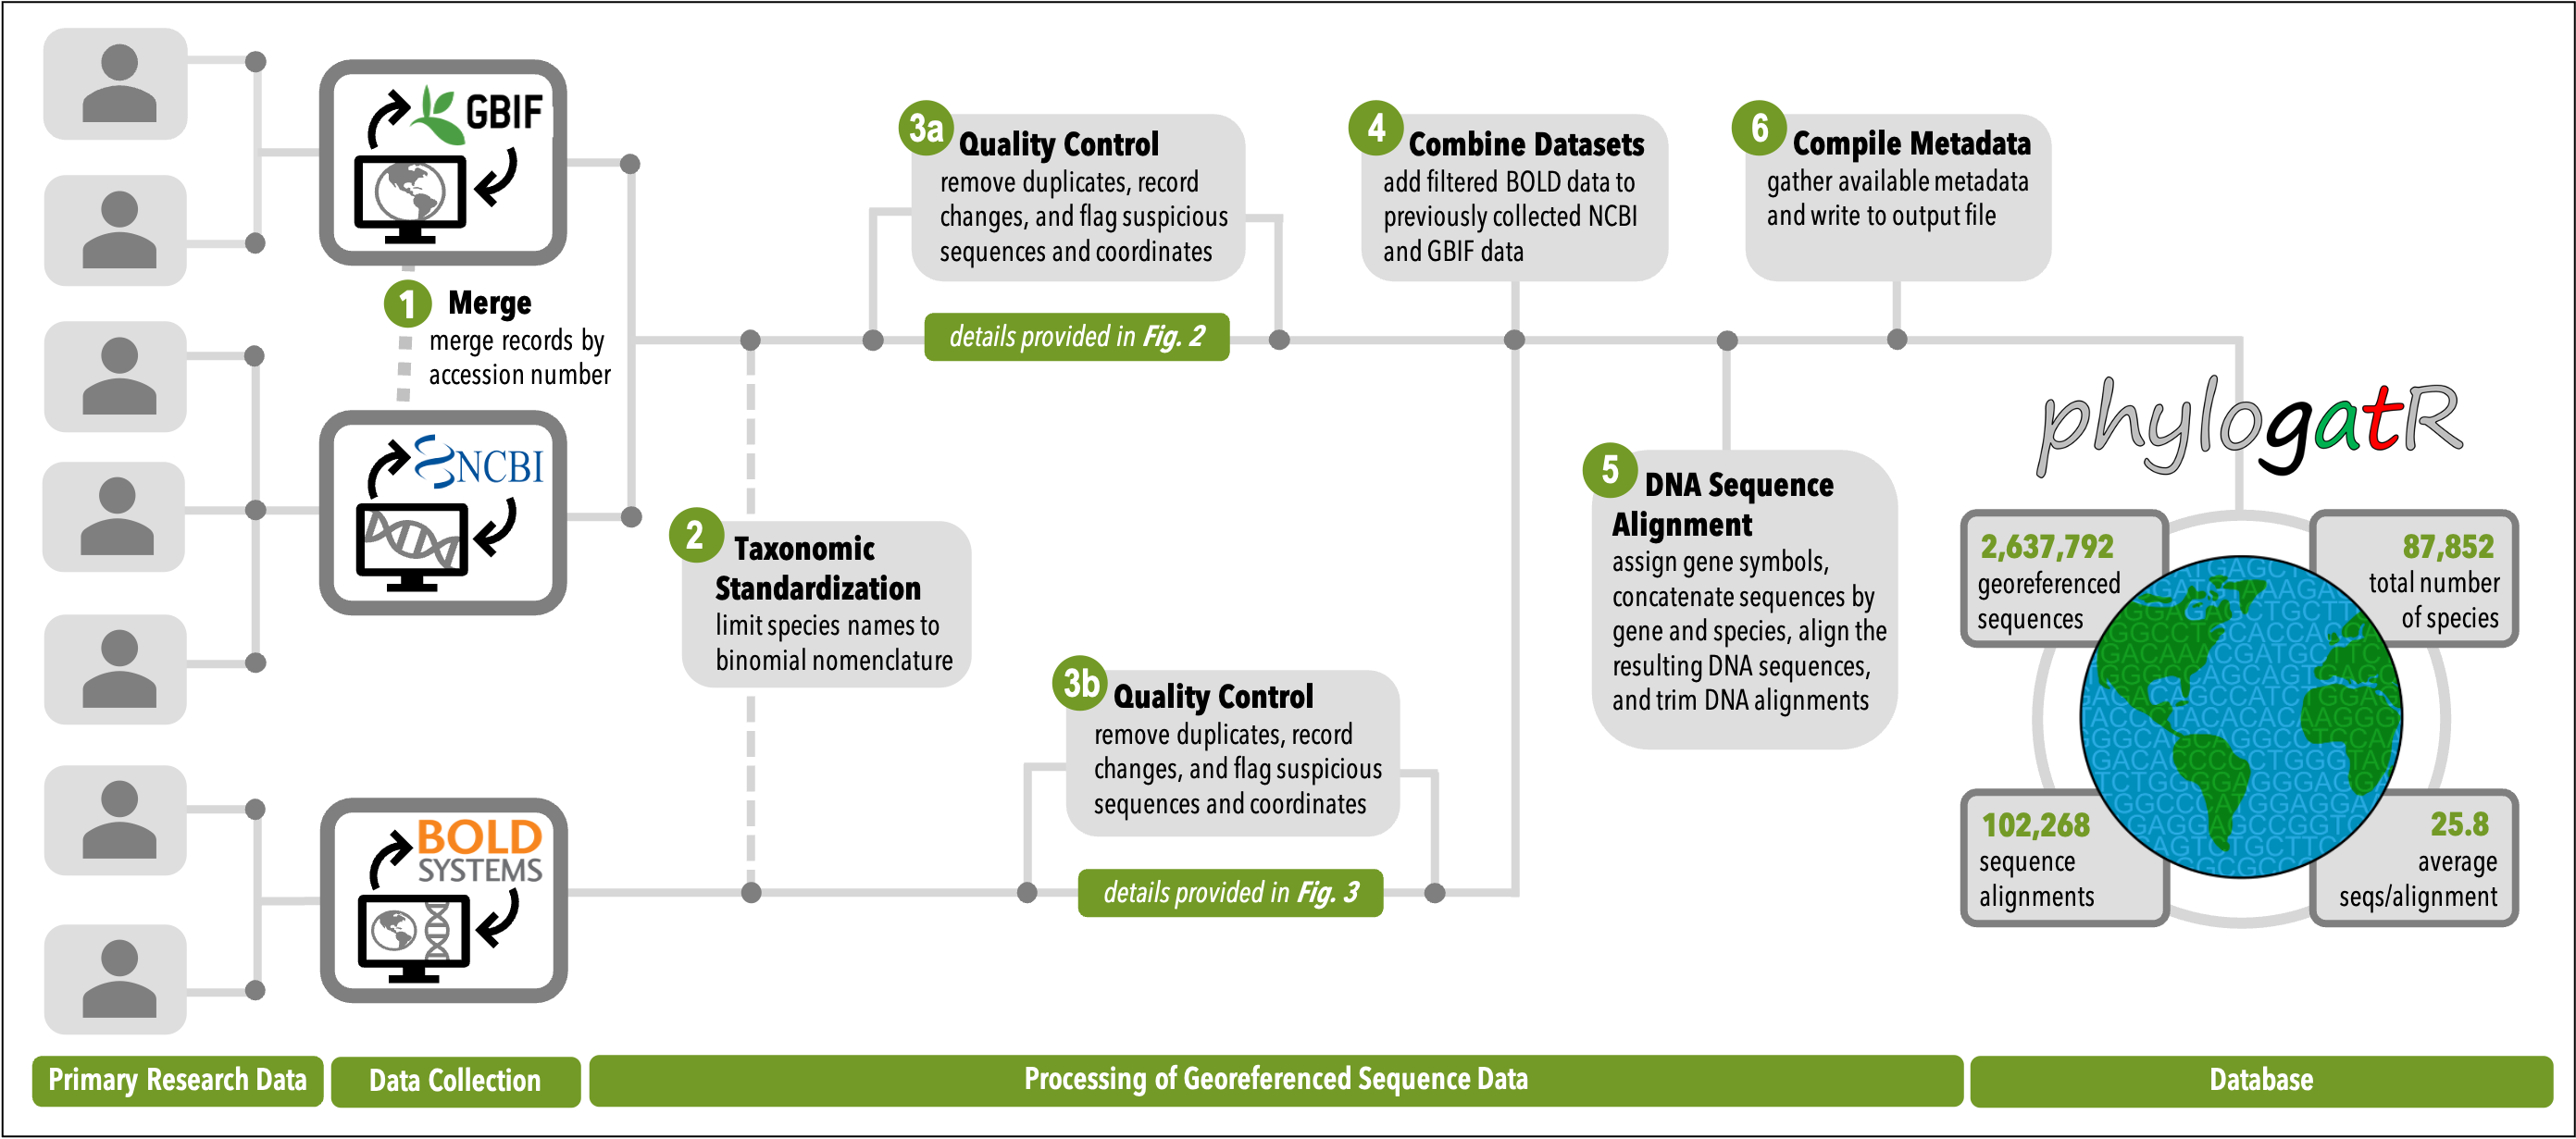 GBIF
1 Merge
merge records by
accession number
NCBI
BOLD
SYSTEMS
2 Taxonomic
Standardization
limit species names to
binomial nomenclature
3a Quality Control
remove duplicates, record
changes, and flag suspicious
sequences and coordinates
details provided in Fig. 2
3b Quality Control
remove duplicates, record
changes, and flag suspicious
sequences and coordinates
details provided in Fig. 3
4 Combine Datasets
add filtered BOLD data to
previously collected NCBI
and GBIF data
5 DNA Sequence
Alignment
assign gene symbols,
concatenate sequences by
gene and species, align the
resulting DNA sequences,
and trim DNA alignments
6 Compile Metadata
gather available metadata
and write to output file
phylogatR
2,637,792
georeferenced
sequences
87,852
total number
of species
102,268
sequence
alignments
25.8
average
seqs/alignment
Primary Research Data
Data Collection
Processing of Georeferenced Sequence Data
Database